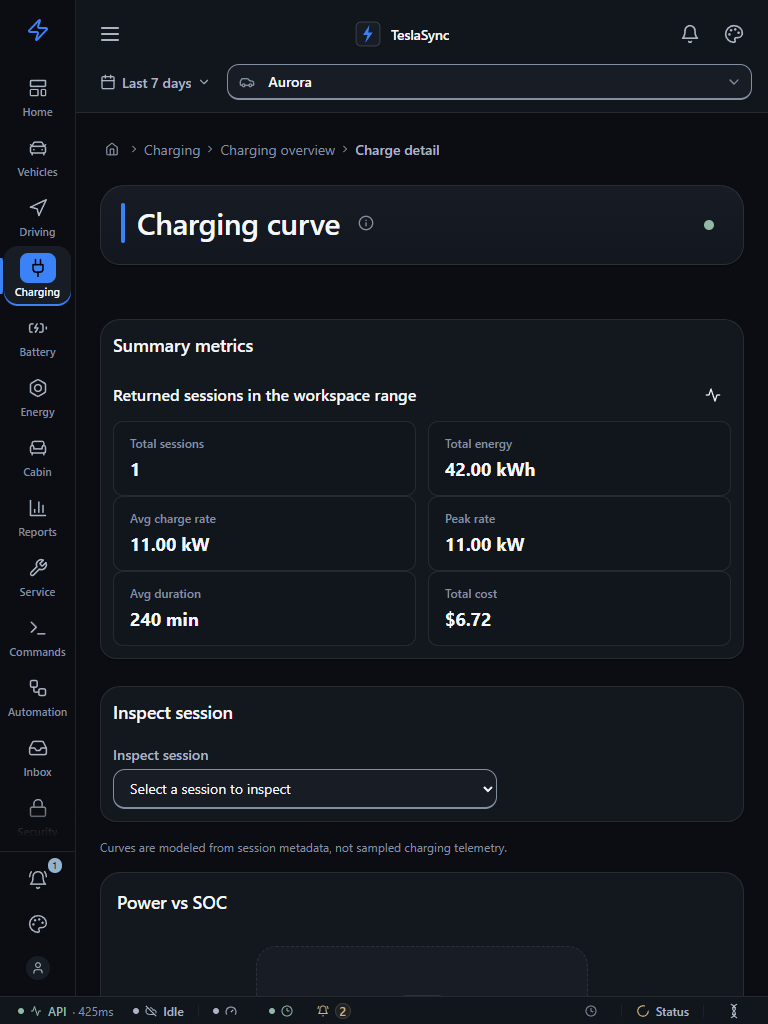 TeslaSync
Last 7 days
Aurora
Home
Vehicles
Driving
Charging
Battery
Energy
Cabin
Reports
Service
Commands
Automation
Inbox
Security
1
Charging
Charging overview
Charge detail
Charging curve
Summary metrics
Returned sessions in the workspace range
Total sessions
1
Total energy
42.00 kWh
Avg charge rate
11.00 kW
Peak rate
11.00 kW
Avg duration
240 min
Total cost
$6.72
Inspect session
Inspect session
Select a session to inspect
Curves are modeled from session metadata, not sampled charging telemetry.
Power vs SOC
API · 425ms
Idle
2
Status